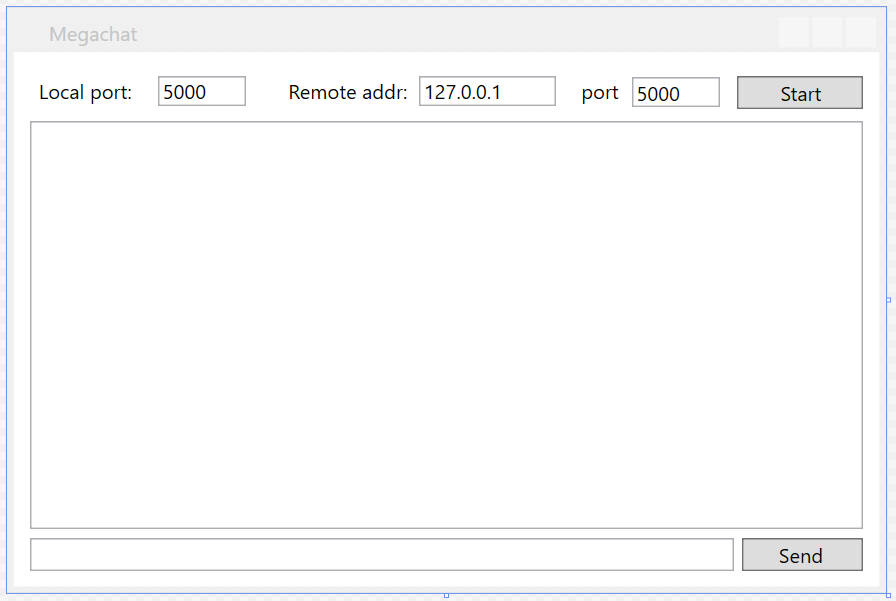 Megachat
Local port: 5000 Remote addr: 127.0.0.1 port 5000 Start
Send